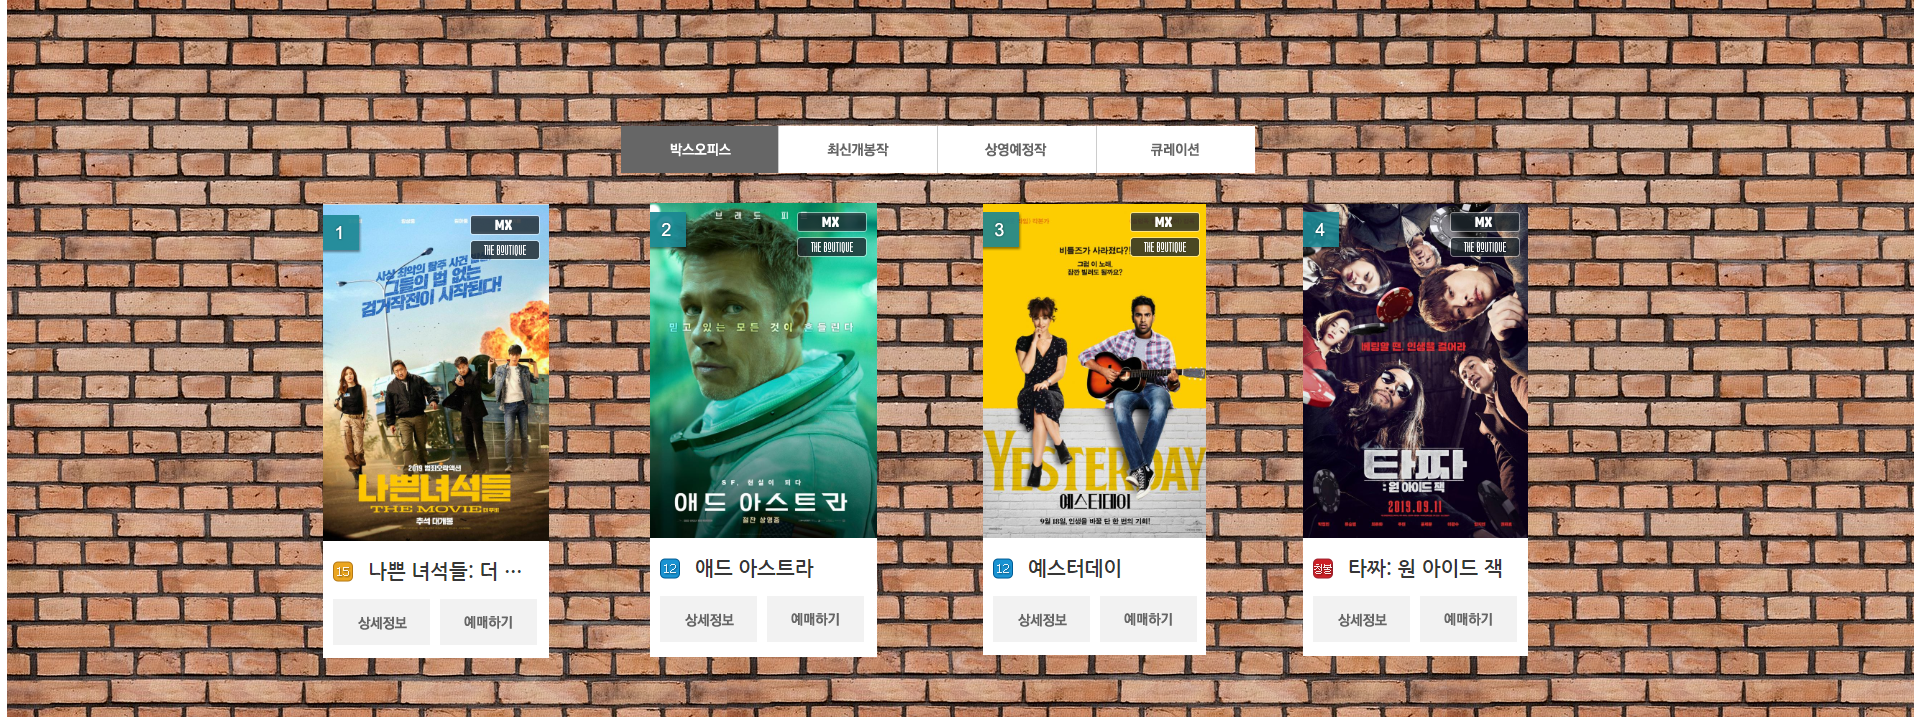 박스오피스
최신개봉작
상영예정작
큐레이션
1
MX
THE BOUTIQUE
사상 최악의 탈주 사건
그들의 법 없는
검거작전이 시작된다!
2019 범죄오락액션
나쁜녀석들
THE MOVIE 더 무비
추석 대개봉
15 나쁜 녀석들: 더 ···
상세정보 예매하기
2
브래드 피
MX
THE BOUTIQUE
믿고 있는 모든 것이 흔들린다
SF, 현실이 되다
애드 아스트라
절찬 상영중
12 애드 아스트라
상세정보 예매하기
3
MX
THE BOUTIQUE
비틀즈가 사라졌다?!
그럼 이 노래,
잠깐 빌려도 될까요?
YESTERDAY
예스터데이
9월 18일, 인생을 바꿀 단 한 번의 기회!
12 예스터데이
상세정보 예매하기
4
MX
THE BOUTIQUE
베팅할 땐, 인생을 걸어라
타짜
: 원 아이드 잭
2019.09.11
청불 타짜: 원 아이드 잭
상세정보 예매하기